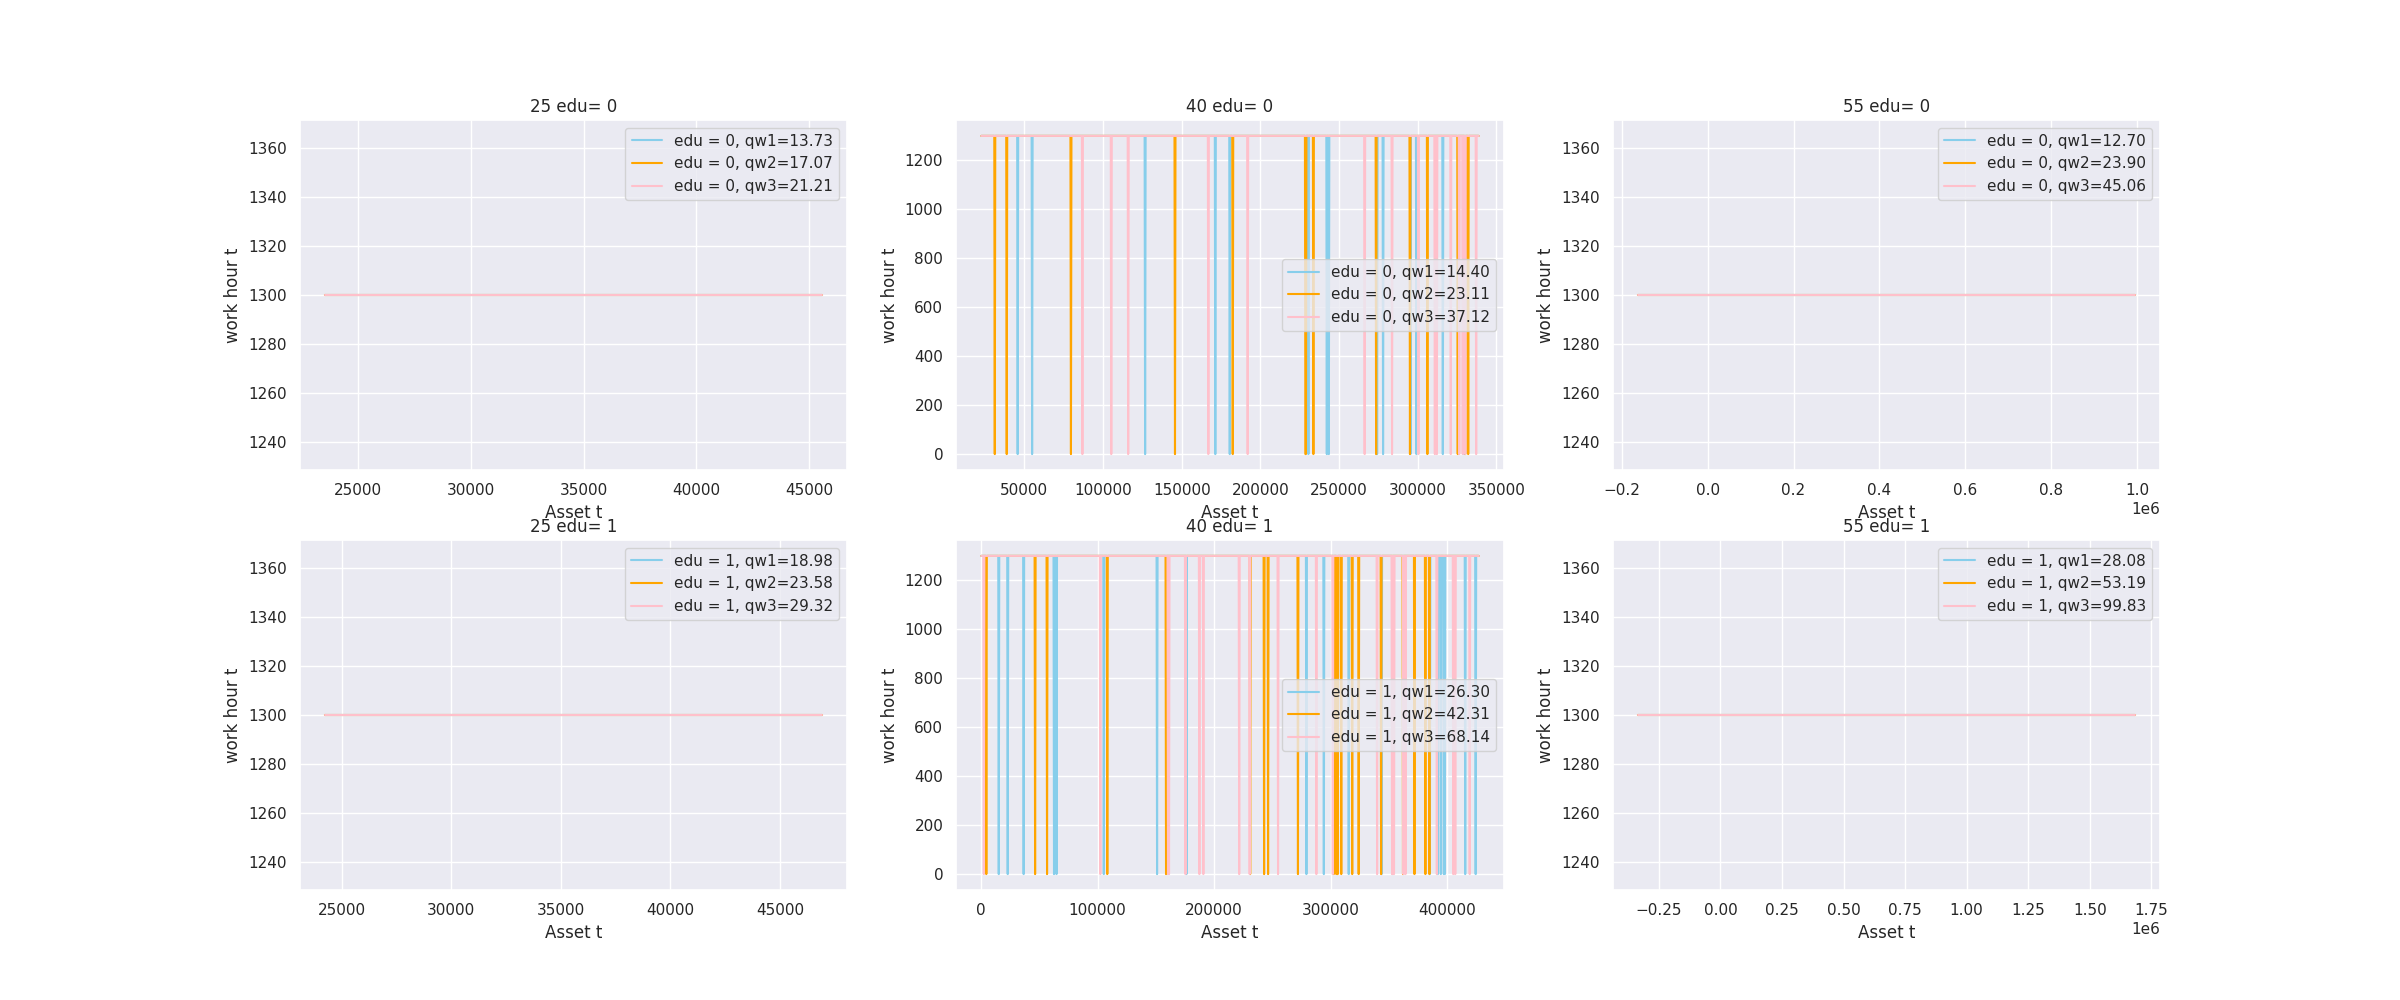 25 edu= 0
work hour t
1360
1340
1320
1300
1280
1260
1240
edu = 0, qw1=13.73
edu = 0, qw2=17.07
edu = 0, qw3=21.21
25000 30000 35000 40000 45000
Asset t
40 edu= 0
work hour t
1200
1000
800
600
400
200
0
edu = 0, qw1=14.40
edu = 0, qw2=23.11
edu = 0, qw3=37.12
50000 100000 150000 200000 250000 300000 350000
Asset t
55 edu= 0
work hour t
1360
1340
1320
1300
1280
1260
1240
edu = 0, qw1=12.70
edu = 0, qw2=23.90
edu = 0, qw3=45.06
−0.2 0.0 0.2 0.4 0.6 0.8 1.0
1e6
Asset t
25 edu= 1
work hour t
1360
1340
1320
1300
1280
1260
1240
edu = 1, qw1=18.98
edu = 1, qw2=23.58
edu = 1, qw3=29.32
25000 30000 35000 40000 45000
Asset t
40 edu= 1
work hour t
1200
1000
800
600
400
200
0
edu = 1, qw1=26.30
edu = 1, qw2=42.31
edu = 1, qw3=68.14
0 100000 200000 300000 400000
Asset t
55 edu= 1
work hour t
1360
1340
1320
1300
1280
1260
1240
edu = 1, qw1=28.08
edu = 1, qw2=53.19
edu = 1, qw3=99.83
−0.25 0.00 0.25 0.50 0.75 1.00 1.25 1.50 1.75
1e6
Asset t